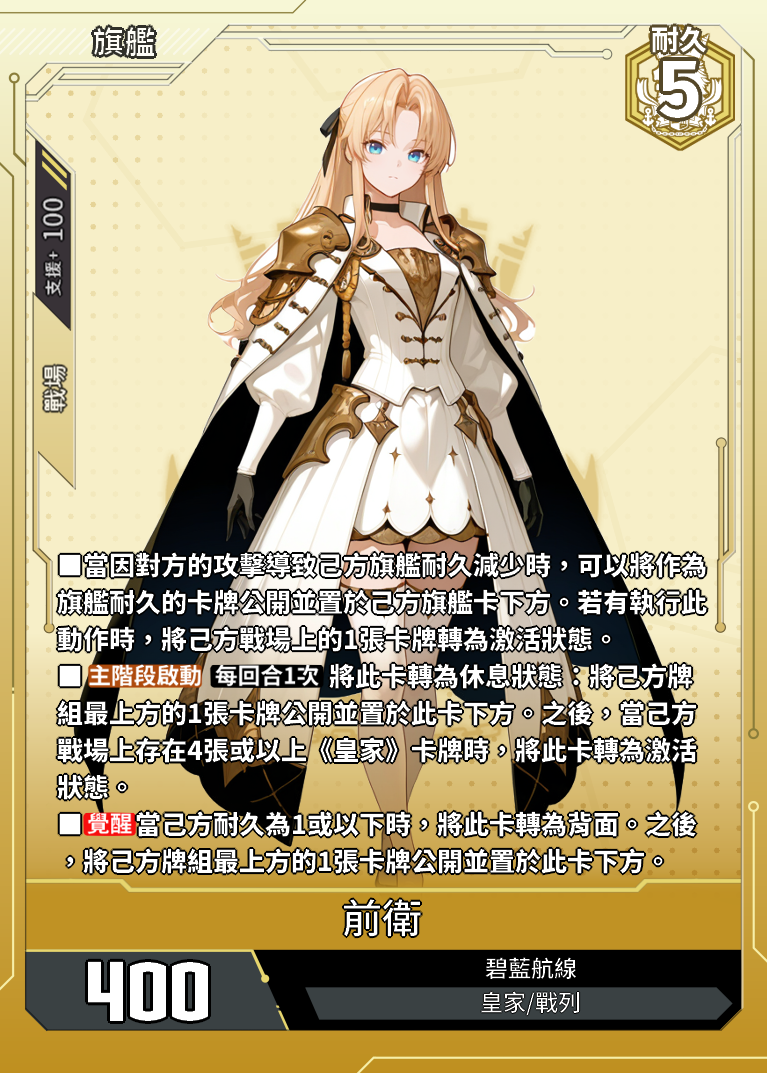 旗艦
耐久
5
支援+ 100
戰場
■當因對方的攻擊導致己方旗艦耐久減少時，可以將作為
旗艦耐久的卡牌公開並置於己方旗艦卡下方。若有執行此
動作時，將己方戰場上的1張卡牌轉為激活狀態。
■ 主階段啟動 每回合1次 將此卡轉為休息狀態：將己方牌
組最上方的1張卡牌公開並置於此卡下方。之後，當己方
戰場上存在4張或以上《皇家》卡牌時，將此卡轉為激活
狀態。
■ 覺醒 當己方耐久為1或以下時，將此卡轉為背面。之後
，將己方牌組最上方的1張卡牌公開並置於此卡下方。
前衛
400
碧藍航線
皇家/戰列